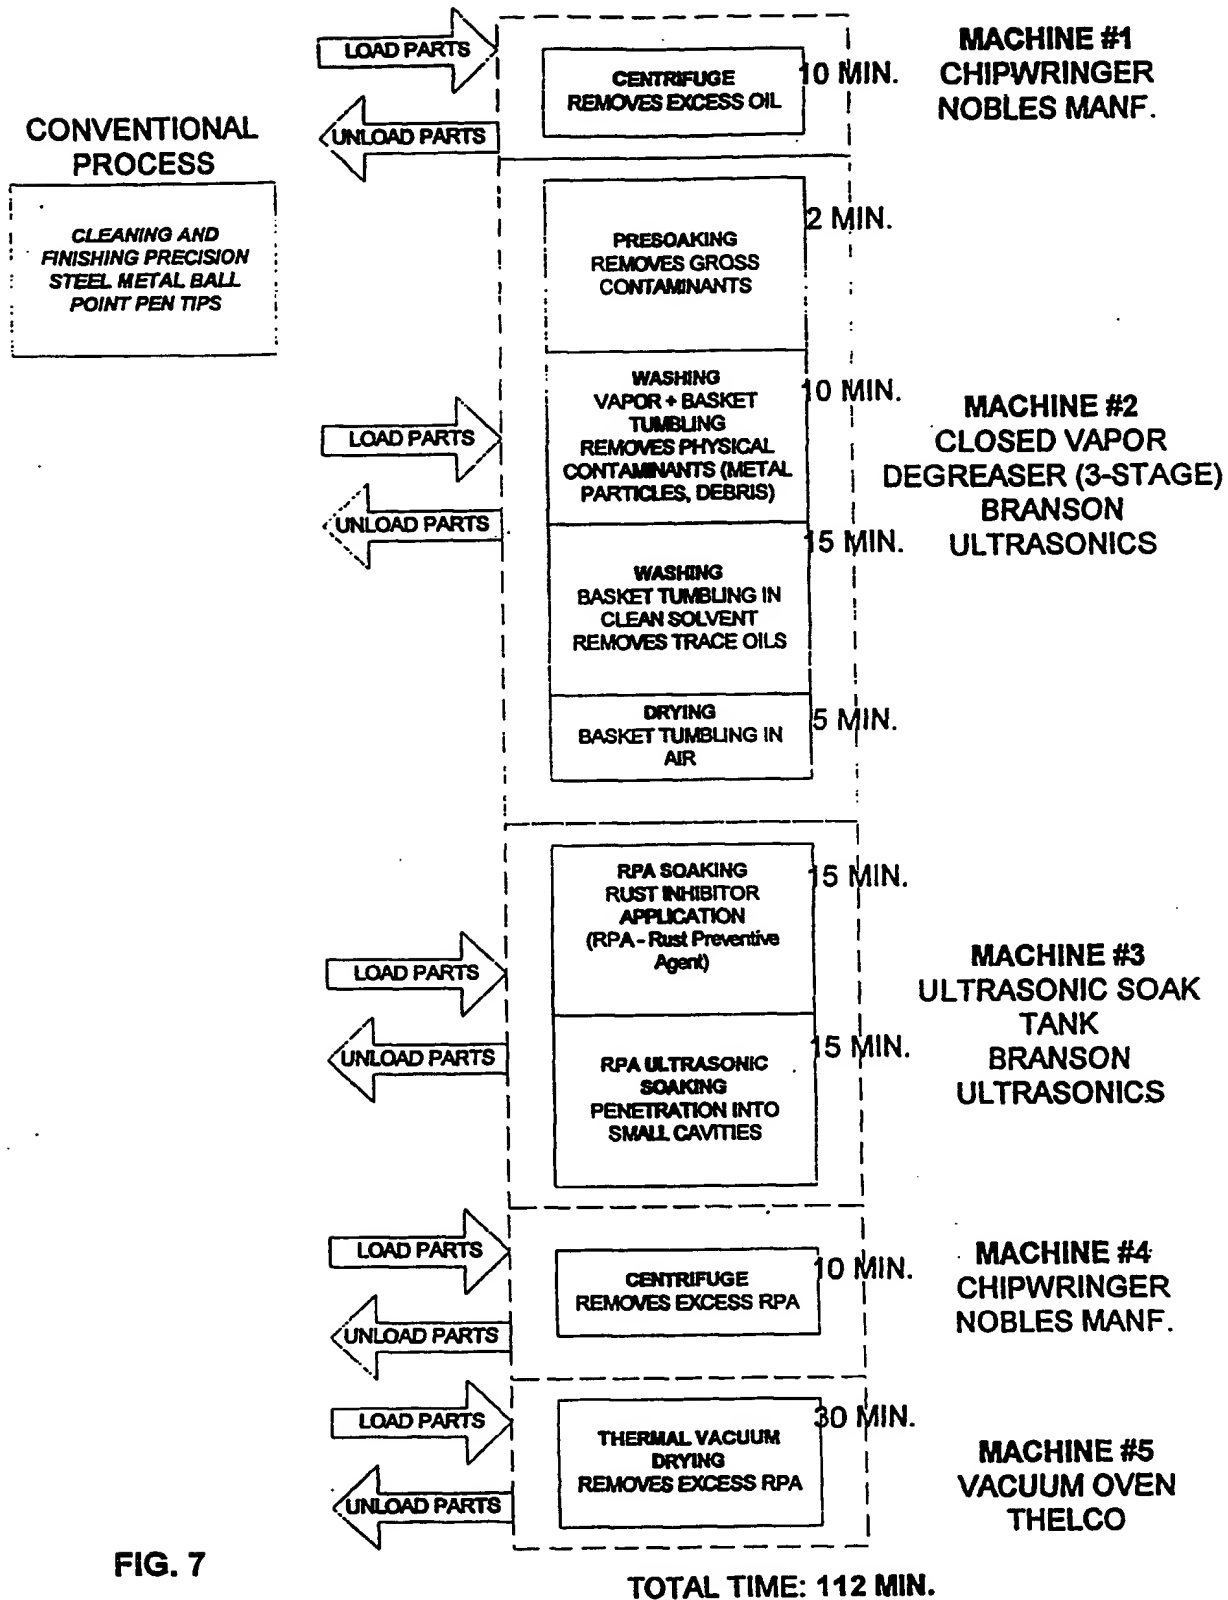 CONVENTIONAL
PROCESS
CLEANING AND
FINISHING PRECISION
STEEL METAL BALL
POINT PEN TIPS
LOAD PARTS
UNLOAD PARTS
CENTRIFUGE
REMOVES EXCESS OIL
10 MIN.
MACHINE #1
CHIPWRINGER
NOBLES MANF.
LOAD PARTS
UNLOAD PARTS
PRESOAKING
REMOVES GROSS
CONTAMINANTS
2 MIN.
WASHING
VAPOR + BASKET
TUMBLING
REMOVES PHYSICAL
CONTAMINANTS (METAL
PARTICLES, DEBRIS)
10 MIN.
WASHING
BASKET TUMBLING IN
CLEAN SOLVENT
REMOVES TRACE OILS
15 MIN.
DRYING
BASKET TUMBLING IN
AIR
5 MIN.
MACHINE #2
CLOSED VAPOR
DEGREASER (3-STAGE)
BRANSON
ULTRASONICS
LOAD PARTS
UNLOAD PARTS
RPA SOAKING
RUST INHIBITOR
APPLICATION
(RPA - Rust Preventive
Agent)
15 MIN.
RPA ULTRASONIC
SOAKING
PENETRATION INTO
SMALL CAVITIES
15 MIN.
MACHINE #3
ULTRASONIC SOAK
TANK
BRANSON
ULTRASONICS
LOAD PARTS
UNLOAD PARTS
CENTRIFUGE
REMOVES EXCESS RPA
10 MIN.
MACHINE #4
CHIPWRINGER
NOBLES MANF.
LOAD PARTS
UNLOAD PARTS
THERMAL VACUUM
DRYING
REMOVES EXCESS RPA
30 MIN.
MACHINE #5
VACUUM OVEN
THELCO
FIG. 7
TOTAL TIME: 112 MIN.